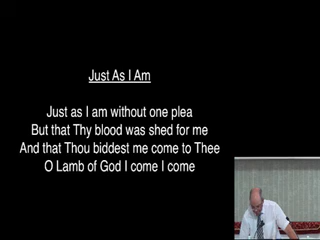 Just As I Am
Just as I am without one plea
But that Thy blood was shed for me
And that Thou biddest me come to Thee
O Lamb of God I come I come